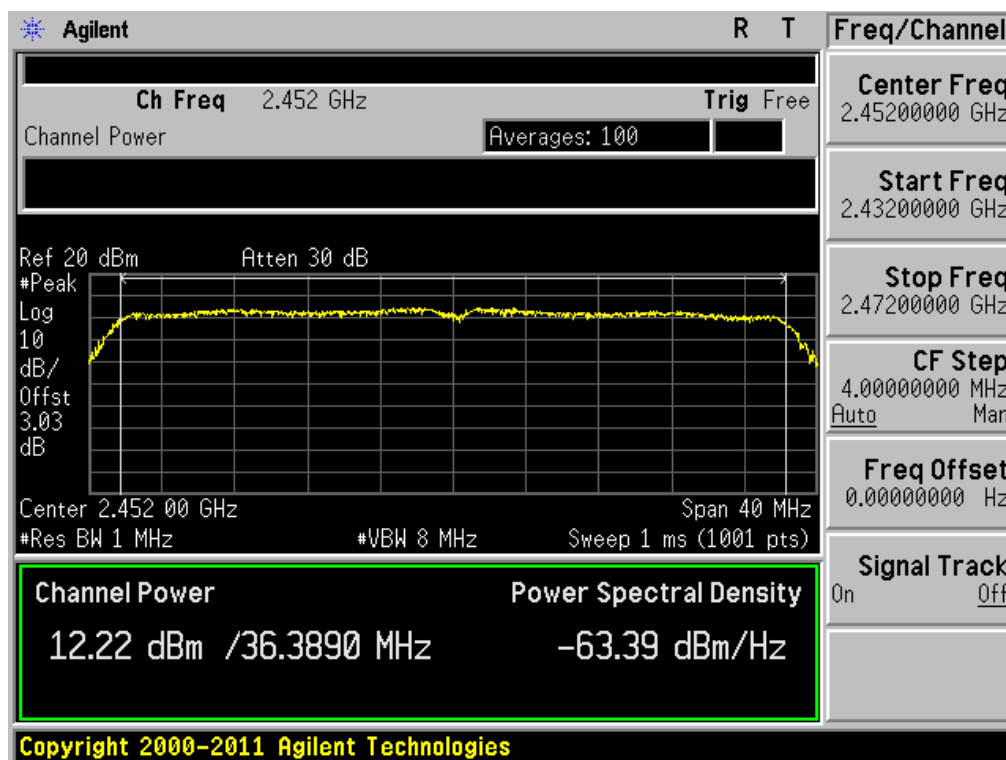 Agilent R T
Ch Freq 2.452 GHz Trig Free
Channel Power Averages: 100
Ref 20 dBm Atten 30 dB
#Peak
Log
10
dB/
Offst
3.03
dB
Center 2.452 00 GHz Span 40 MHz
#Res BW 1 MHz #VBW 8 MHz Sweep 1 ms (1001 pts)
Channel Power Power Spectral Density
12.22 dBm /36.3890 MHz -63.39 dBm/Hz
Copyright 2000-2011 Agilent Technologies
Freq/Channel
Center Freq
2.45200000 GHz
Start Freq
2.43200000 GHz
Stop Freq
2.47200000 GHz
CF Step
4.00000000 MHz
Auto Man
Freq Offset
0.00000000 Hz
Signal Track
On Off